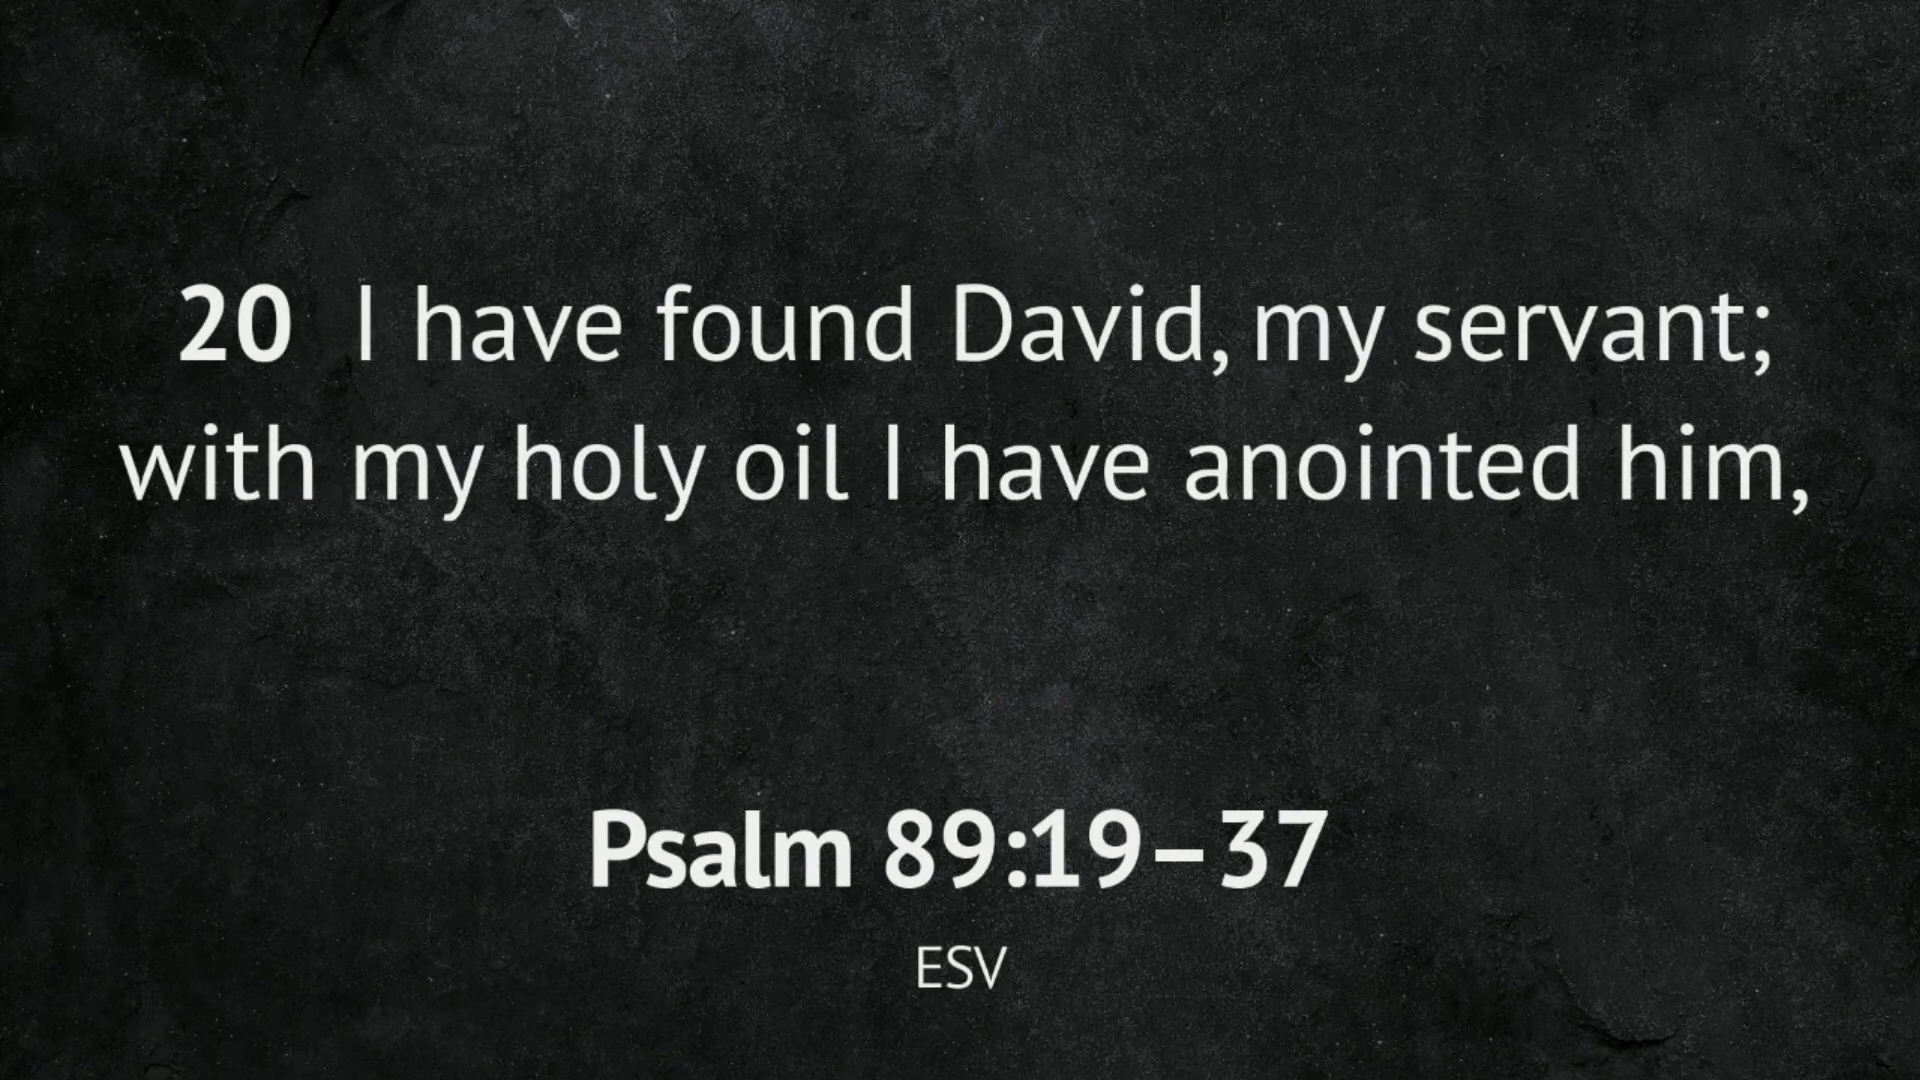 20 I have found David, my servant;
with my holy oil I have anointed him,
Psalm 89:19–37
ESV